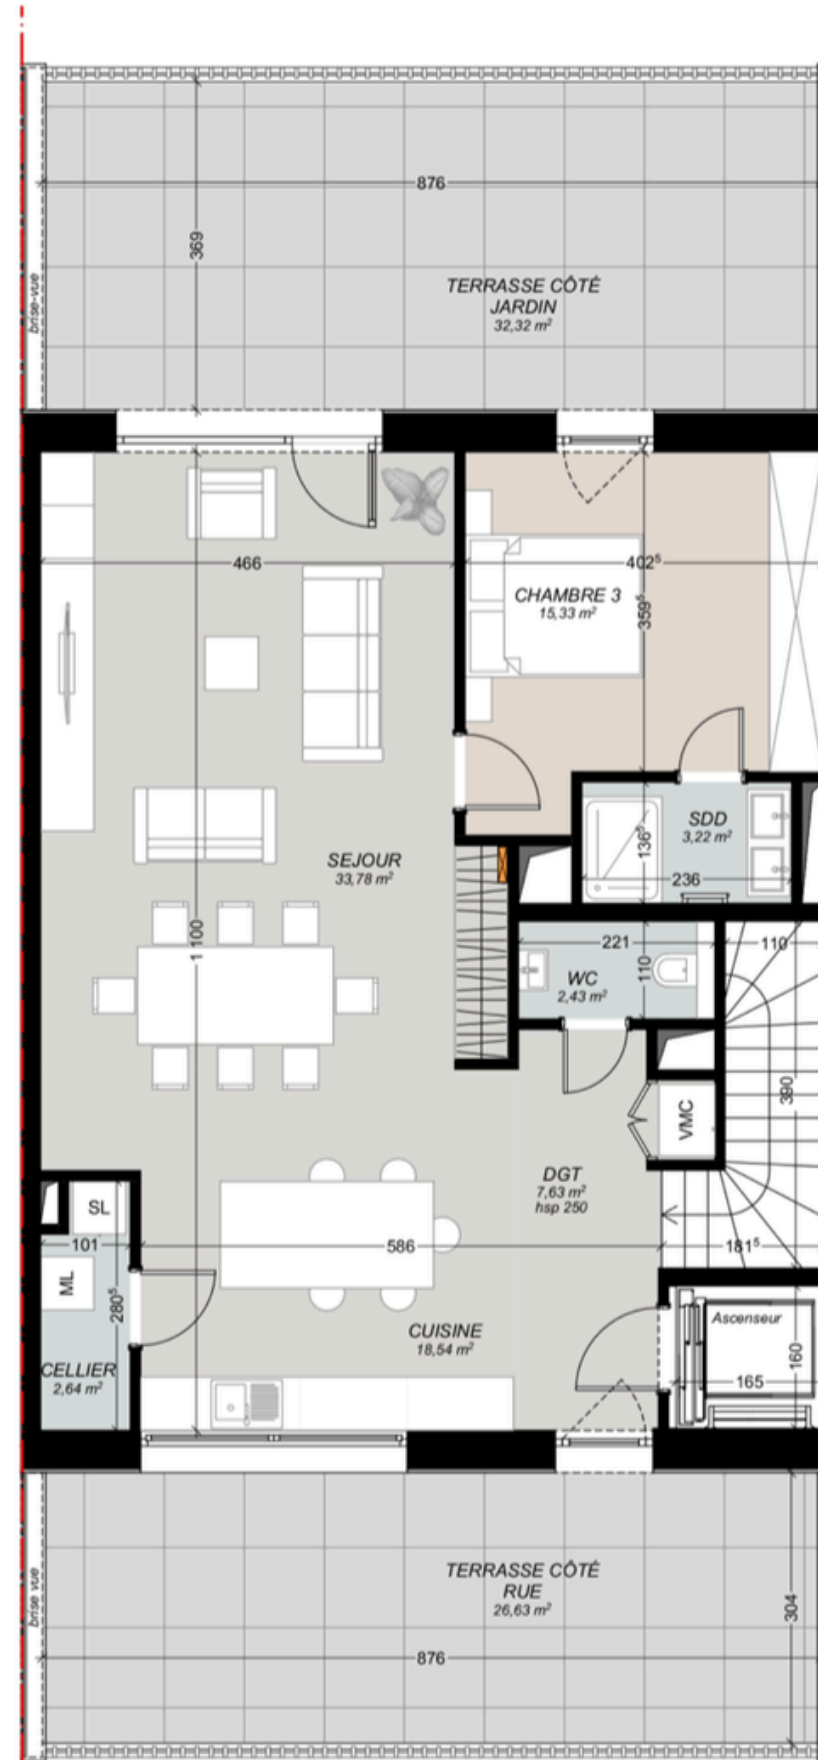 876
369
brise-vue
TERRASSE CÔTÉ
JARDIN
32,32 m²
466
402⁵
CHAMBRE 3
15,33 m²
359⁵
SDD
3,22 m²
136⁵
236
SEJOUR
33,78 m²
1 100
221
110
110
WC
2,43 m²
390
VMC
DGT
7,63 m²
hsp 250
SL
101
586
181⁵
ML
280⁵
Ascenseur
CUISINE
18,54 m²
160
165
CELLIER
2,64 m²
TERRASSE CÔTÉ
RUE
26,63 m²
brise vue
304
876